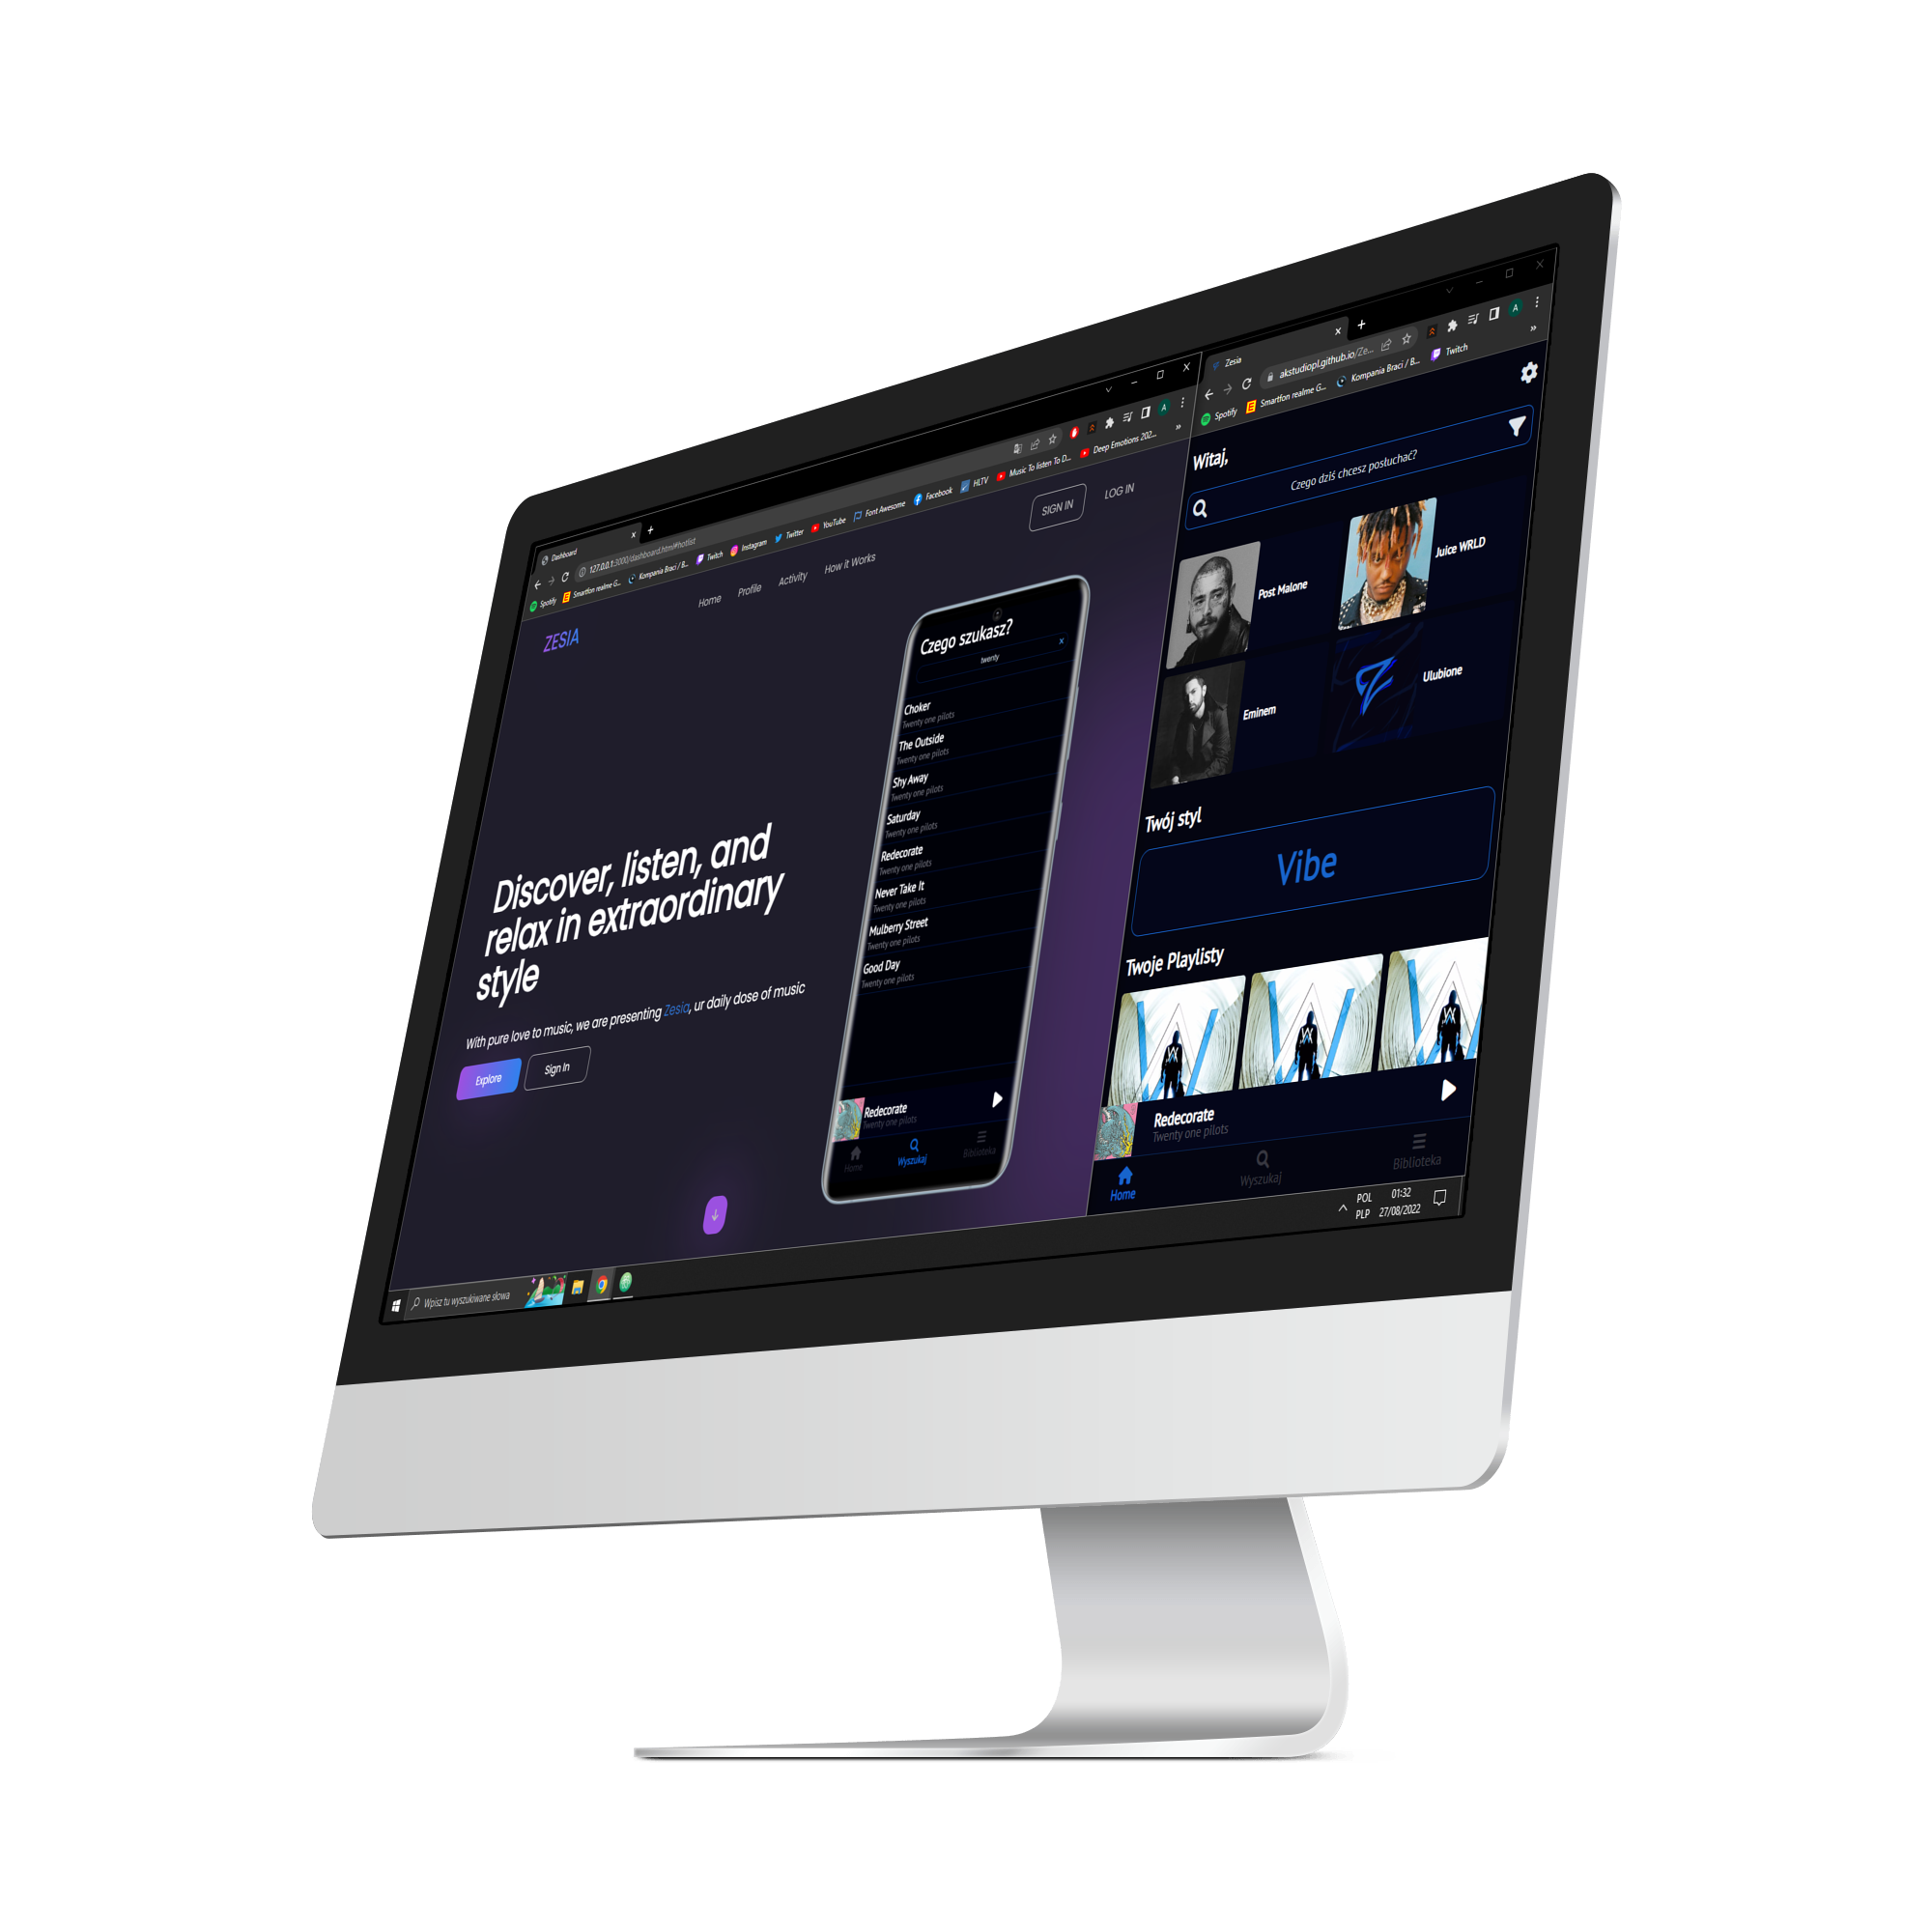 Dashboard
127.0.0.1:3000/dashboard.html#hotlist
Spotify
Smartfon realme G...
Kompania Braci / B...
Twitch
Instagram
Twitter
YouTube
Font Awesome
Facebook
HLTV
Music To listen To D...
Deep Emotions 202...
A
ZESIA
Home
Profile
Activity
How it Works
SIGN IN
LOG IN
Discover, listen, and
relax in extraordinary
style
With pure love to music, we are presenting Zesia, ur daily dose of music
Explore
Sign In
Czego szukasz?
twenty
Choker
Twenty one pilots
The Outside
Twenty one pilots
Shy Away
Twenty one pilots
Saturday
Twenty one pilots
Redecorate
Twenty one pilots
Never Take It
Twenty one pilots
Mulberry Street
Twenty one pilots
Good Day
Twenty one pilots
Redecorate
Twenty one pilots
Home
Wyszukaj
Biblioteka
Zesia
akstudiopl.github.io/Ze...
A
Spotify
Smartfon realme G...
Kompania Braci / B...
Twitch
Witaj,
Czego dziś chcesz posłuchać?
Post Malone
Juice WRLD
Eminem
Ulubione
Twój styl
Vibe
Twoje Playlisty
Redecorate
Twenty one pilots
Home
Wyszukaj
Biblioteka
Wpisz tu wyszukiwane słowa
POL
PLP
01:32
27/08/2022